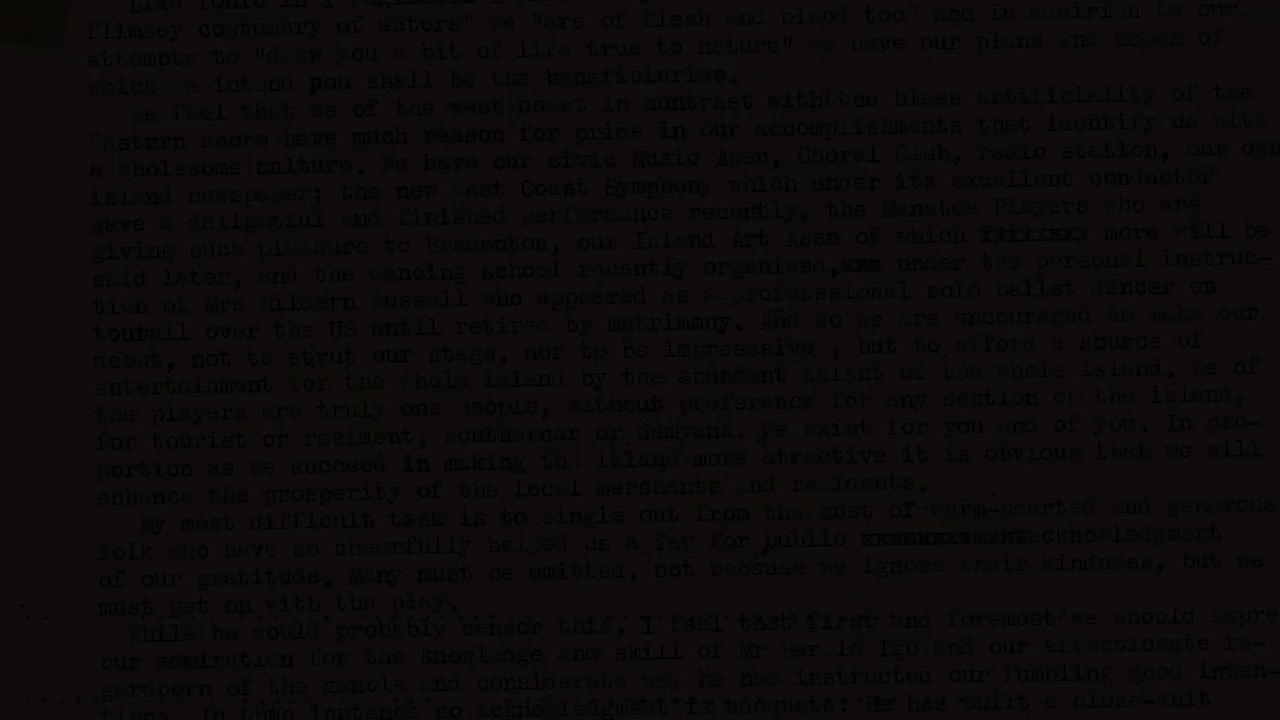 Like Tonio in I Pagliacci I
flimsey costumery of actors" we "are of flesh and blood too" and in addirion to our
attempts to "draw you a bit of life true to nature" we have our plans and hopes of
which we intend you shall be the beneficiaries.
We feel that we of the west coast in contrast withithe blase artificiality of the
Eastern shore have much reason for pride in our accomplishments that identify us with
a wholesome culture. We have our civic Music Assn, Choral Club, radio station, our own
island newspaper; the new West Coast Symphony which under its excellent conductor
gave a delightful and finished performance recently, the Manatee Players who are
giving such pleasure to Bradenton, our Island Art Assn of which more will be
said later, and the dancing school recently organized, under the personal instruc-
tion of Mrs Hildern Russell who appeared as a professsional solo ballet dancer on
tour all over the US until retired by matrimony. And so we are encouraged to make our
debut, not to strut our stage, nor to be impresssive , but to afford a source of
entertainment for the whole island by the abundant talent of the whole island. We of
the players are truly one people, without preference for any section of the island,
for tourist or resident, southerner or damyank. We exist for you and of you. In pro-
portion as we succeed in making the island more atractive it is obvious that we will
enhance the prosperity of the local merchants and residents.
My most difficult task is to single out from the host of warm-hearted and generous
folk who have so cheerfully helped us a few for public acknowledgment
of our gratitude. Many must be omitted, not because we ignore their kindness, but we
must get on with the play.
While he would probably censor this, I feel that first and foremost we should expre
our admiration for the knowledge and skill of Mr Harold Igo and our affectionate re-
gardborn of the gentle and considerate way he has instructed our fumbling good inten-
tions. In this instance no acknowledgment is adequate: He has built a close-knit